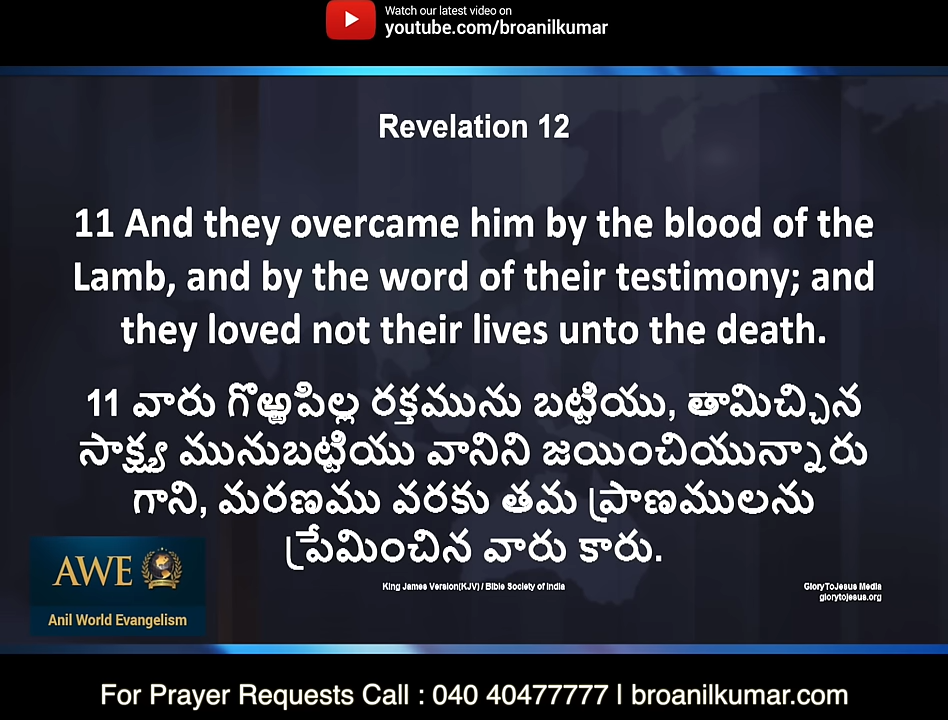 Watch our latest video on
youtube.com/broanilkumar
Revelation 12
11 And they overcame him by the blood of the
Lamb, and by the word of their testimony; and
they loved not their lives unto the death.
11 వారు గొఱ్ఱపిల్ల రక్తమును బట్టియు, తామిచ్చిన
సాక్ష్య మునుబట్టియు వానిని జయించియున్నారు
గాని, మరణము వరకు తమ ప్రాణములను
ప్రేమించిన వారు కారు.
King James Version(KJV) / Bible Society of India
GloryToJesus Media
glorytojesus.org
AWE
Anil World Evangelism
For Prayer Requests Call : 040 40477777 | broanilkumar.com